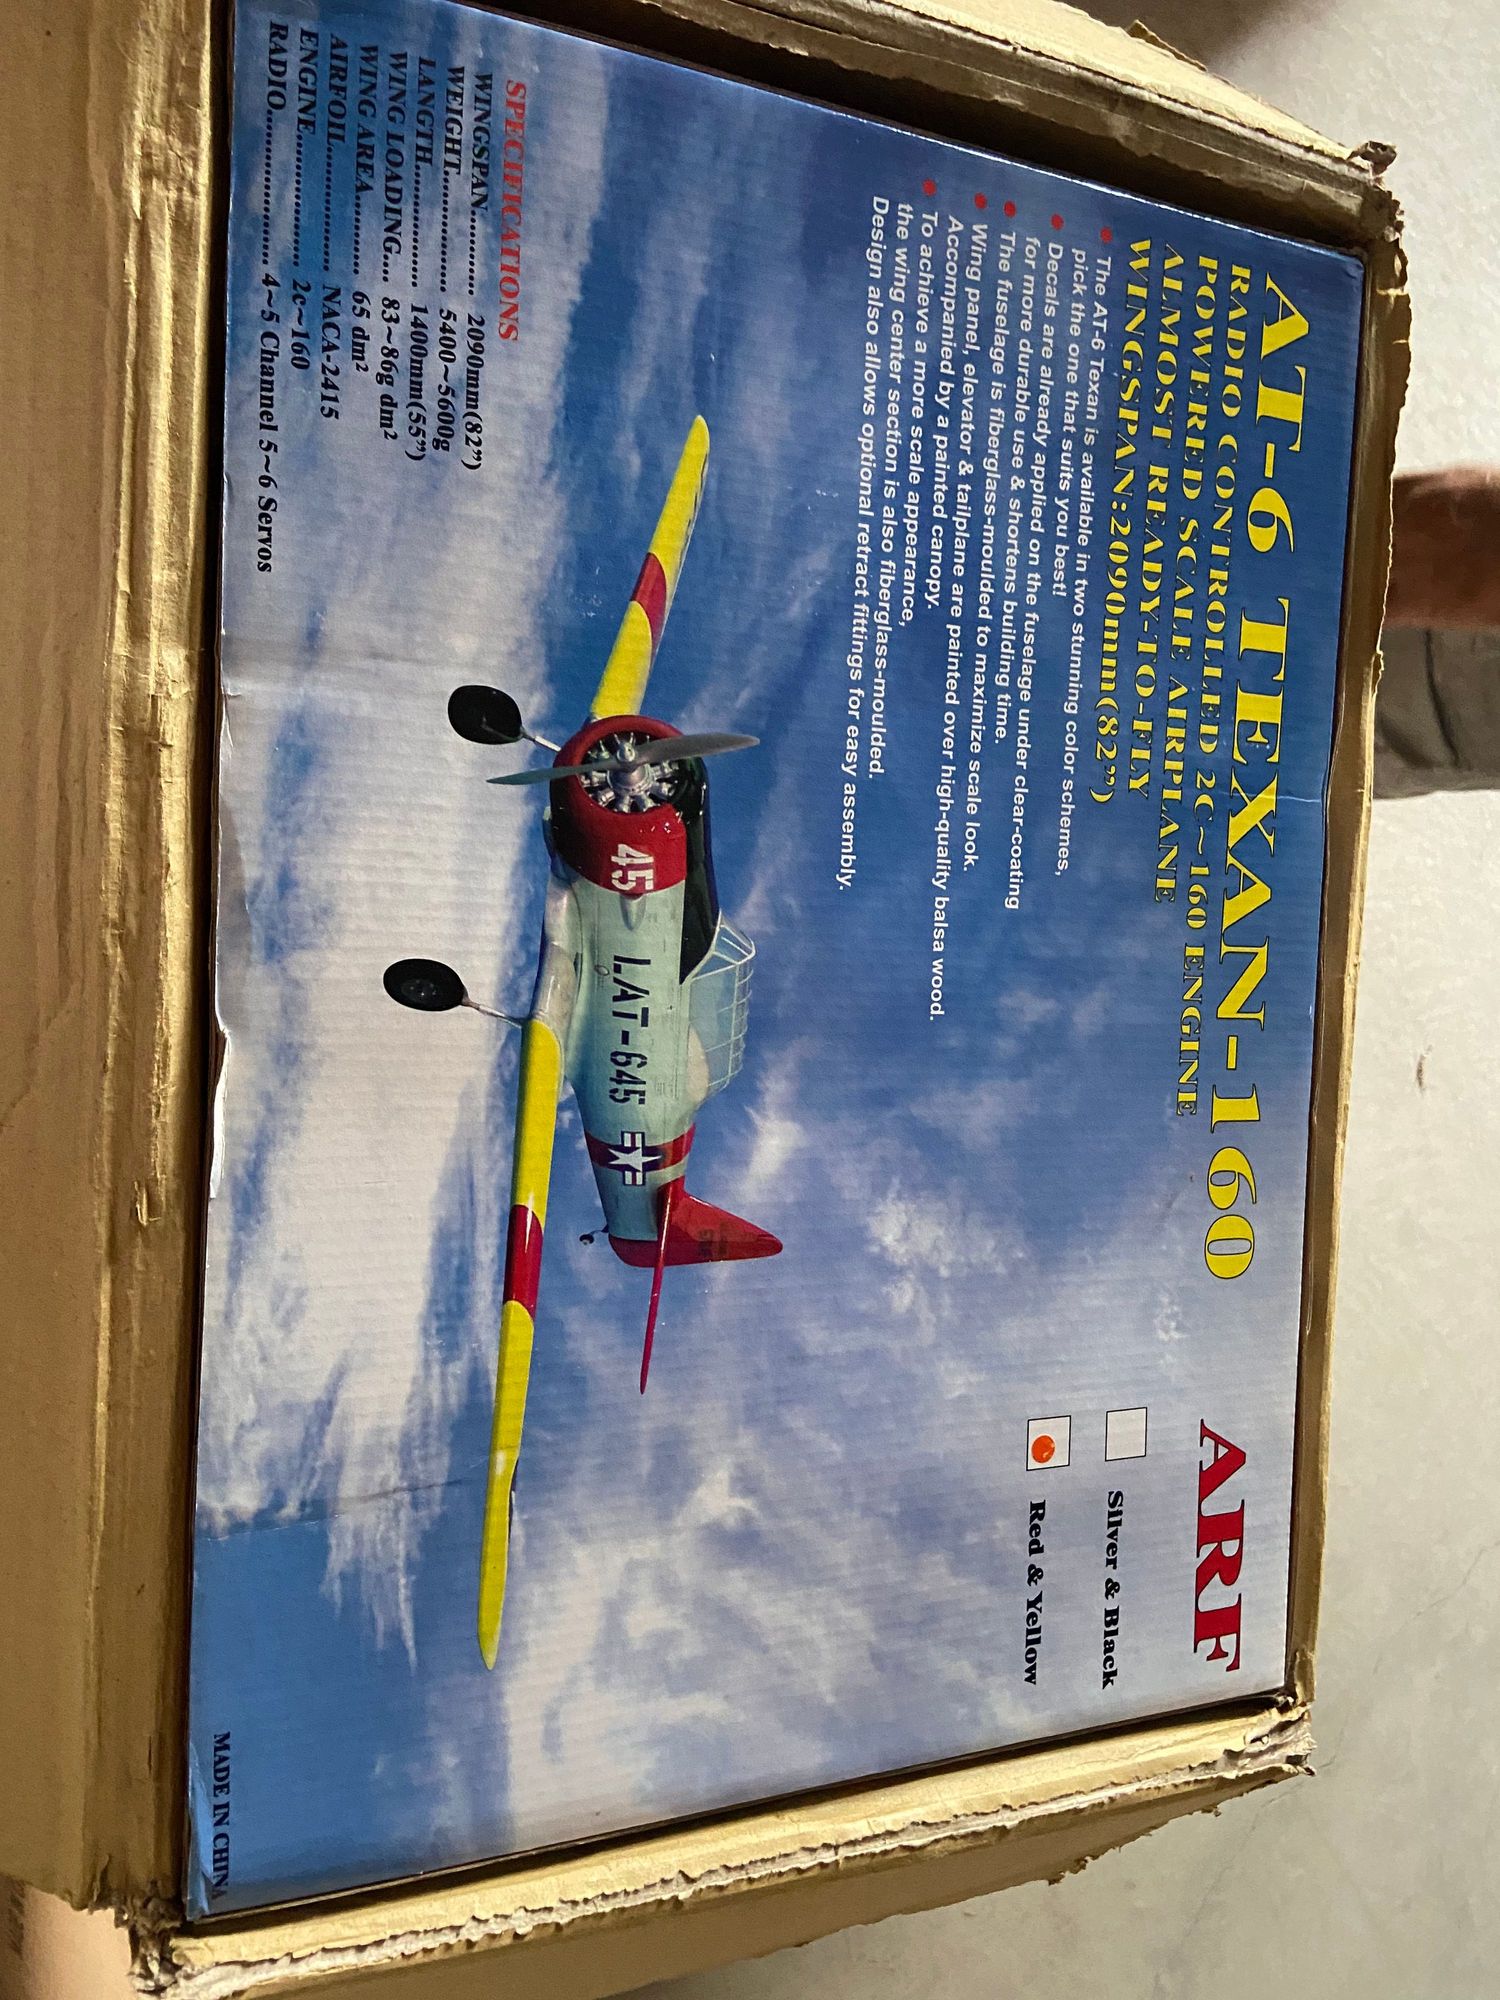 AT-6 TEXAN-160 ARF
RADIO CONTROLLED 2C~160 ENGINE
POWERED SCALE AIRPLANE
ALMOST READY-TO-FLY
WINGSPAN:2090mm(82")
The AT-6 Texan is available in two stunning color schemes,
pick the one that suits you best!
Decals are already applied on the fuselage under clear-coating
for more durable use & shortens building time.
The fuselage is fiberglass-moulded to maximize scale look.
Wing panel, elevator & tailplane are painted over high-quality balsa wood.
Accompanied by a painted canopy.
To achieve a more scale appearance,
the wing center section is also fiberglass-moulded.
Design also allows optional retract fittings for easy assembly.
Silver & Black
Red & Yellow
45
LAT-645
SPECIFICATIONS
WINGSPAN............ 2090mm(82")
WEIGHT................ 5400~5600g
LANGTH................ 1400mm(55")
WING LOADING.... 83~86g dm²
WING AREA........... 65 dm²
AIRFOIL................. NACA-2415
ENGINE................. 2c~160
RADIO.................... 4~5 Channel 5~6 Servos
MADE IN CHINA